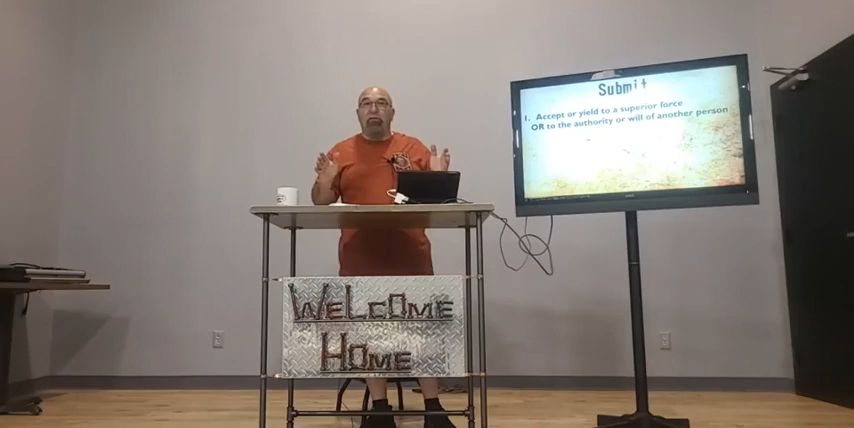 Submit
1. Accept or yield to a superior force
OR to the authority or will of another person
WELCOME
HOME